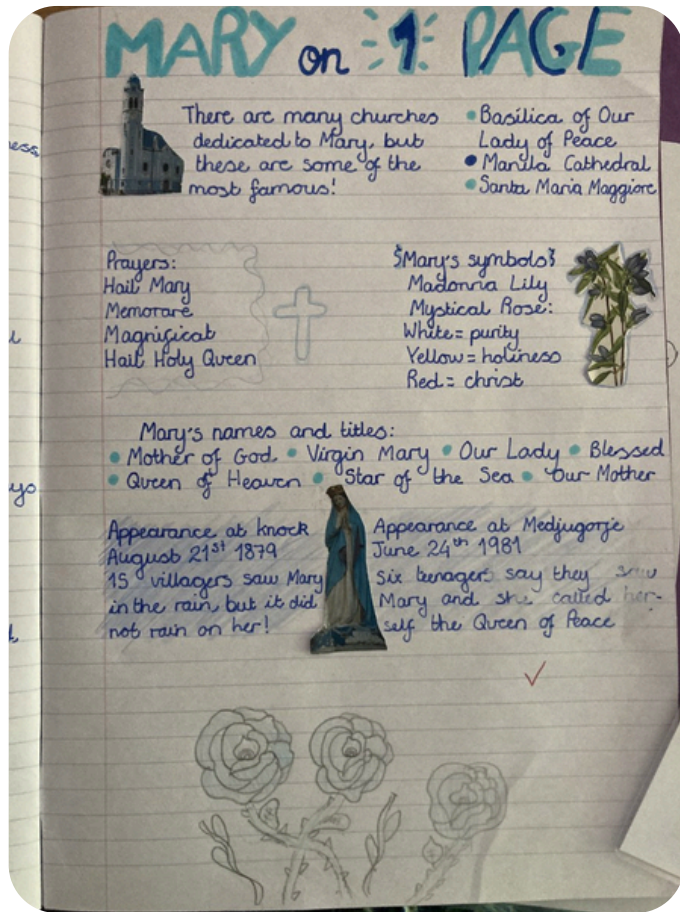 MARY on 1 PAGE
There are many churches
dedicated to Mary, but
these are some of the
most famous!
Basilica of Our
Lady of Peace
Manila Cathedral
Santa Maria Maggiore
Prayers:
Hail Mary
Memorare
Magnificat
Hail Holy Queen
Mary's symbols
Madonna Lily
Mystical Rose:
White = purity
Yellow = holiness
Red = christ
Mary's names and titles:
• Mother of God • Virgin Mary • Our Lady • Blessed
• Queen of Heaven • Star of the Sea • Our Mother
Appearance at knock
August 21st 1879
15 villagers saw Mary
in the rain, but it did
not rain on her!
Appearance at Medjugorje
June 24th 1981
Six teenagers say they saw
Mary and she called her-
self the Queen of Peace